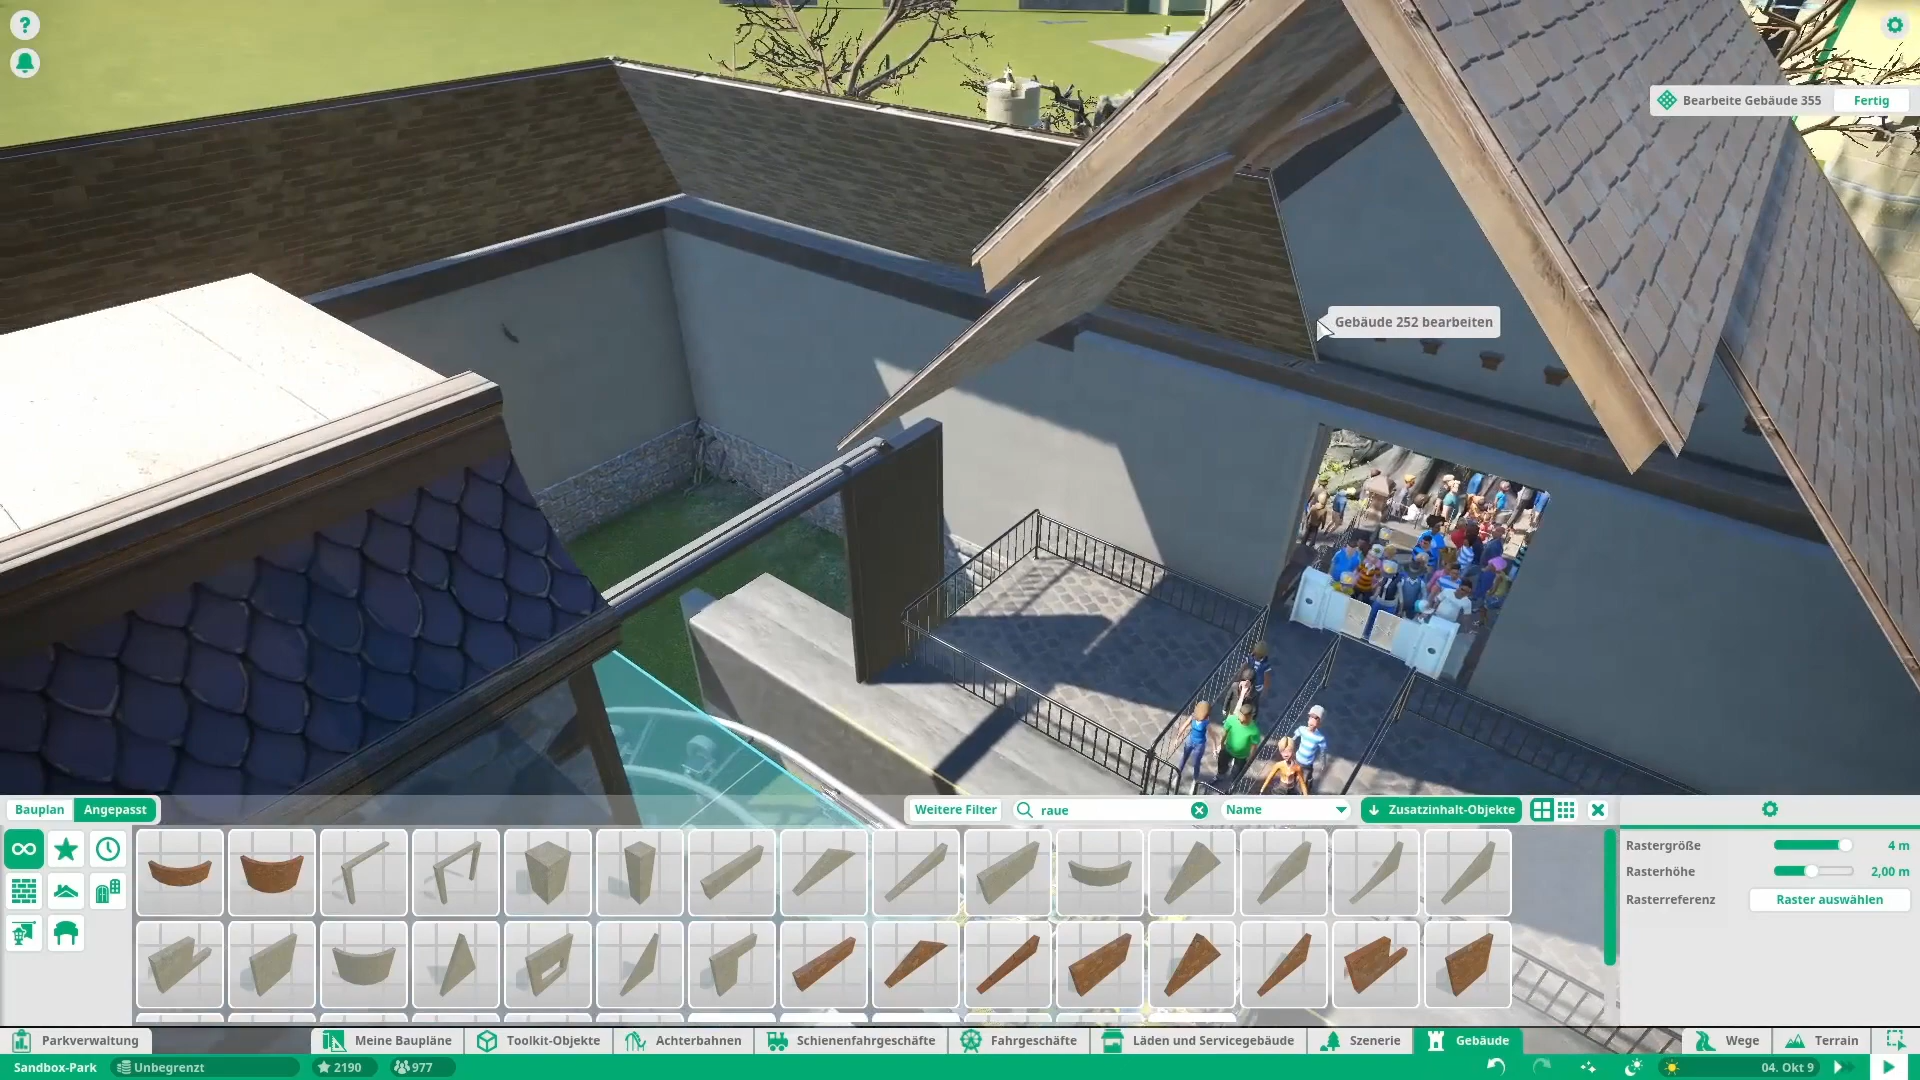 ?
Bearbeite Gebäude 355
Fertig
Gebäude 252 bearbeiten
Bauplan
Angepasst
Weitere Filter
raue
Name
Zusatzinhalt-Objekte
Rastergröße
4 m
Rasterhöhe
2,00 m
Rasterreferenz
Raster auswählen
Parkverwaltung
Meine Baupläne
Toolkit-Objekte
Achterbahnen
Schienenfahrgeschäfte
Fahrgeschäfte
Läden und Servicegebäude
Szenerie
Gebäude
Wege
Terrain
Sandbox-Park
Unbegrenzt
2190
977
04. Okt 9